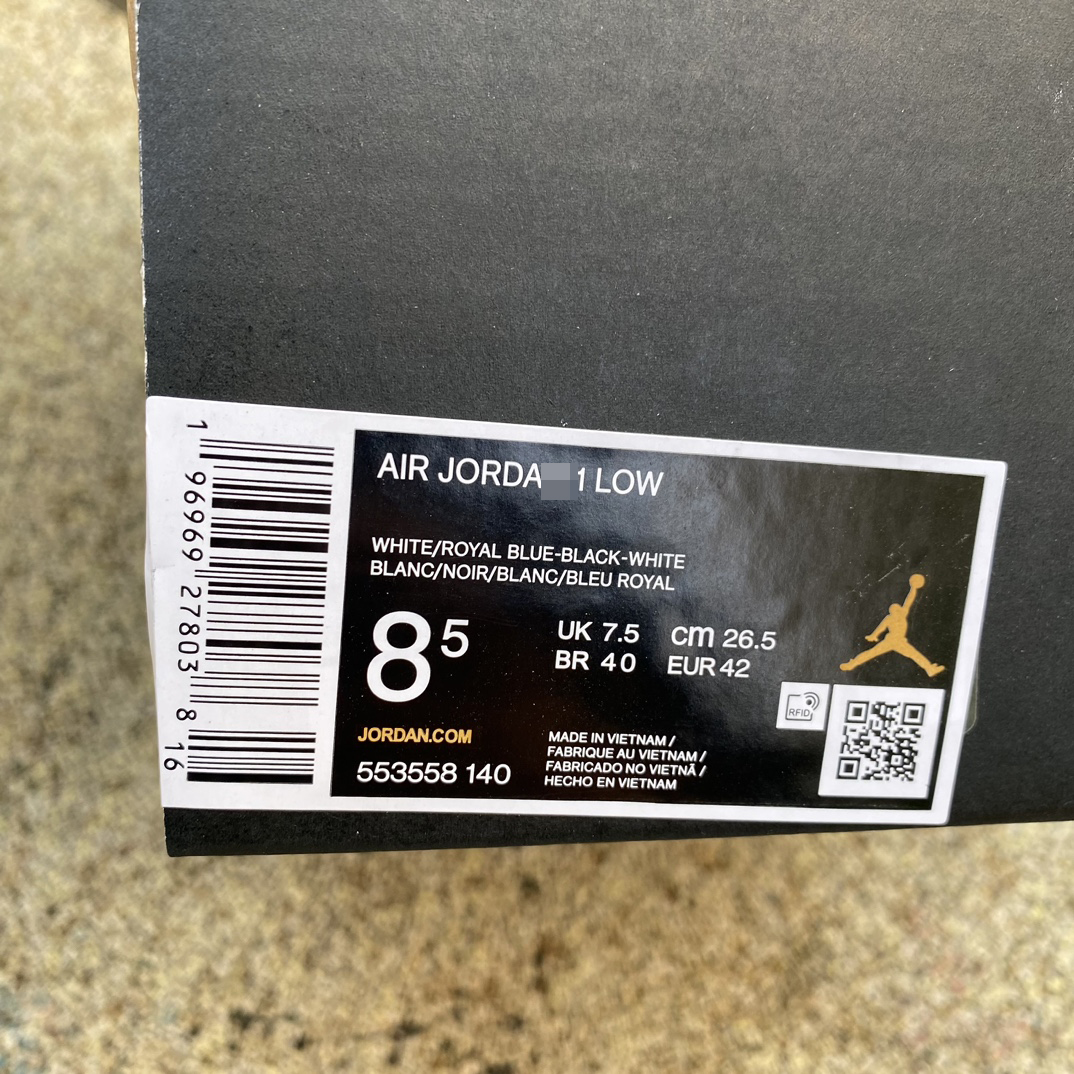 AIR JORDA 1 LOW
WHITE/ROYAL BLUE-BLACK-WHITE
BLANC/NOIR/BLANC/BLEU ROYAL
8 5
UK 7.5 cm 26.5
BR 40 EUR 42
RFID
JORDAN.COM
553558 140
MADE IN VIETNAM /
FABRIQUE AU VIETNAM /
FABRICADO NO VIETNÃ /
HECHO EN VIETNAM
1 96969 27803 8 16